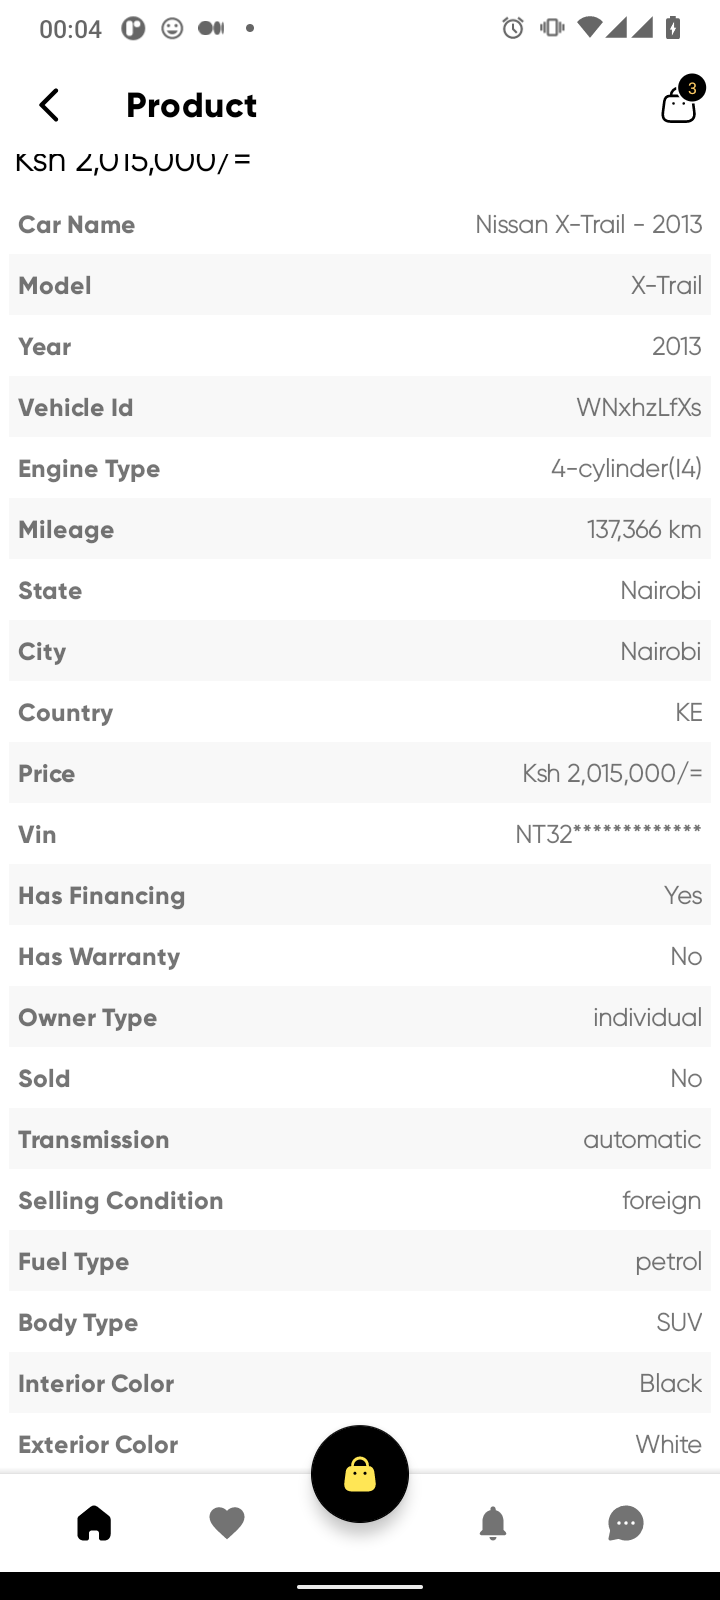 00:04
Product
3
Ksh 2,015,000/=
Car Name Nissan X-Trail - 2013
Model X-Trail
Year 2013
Vehicle Id WNxhzLfXs
Engine Type 4-cylinder(I4)
Mileage 137,366 km
State Nairobi
City Nairobi
Country KE
Price Ksh 2,015,000/=
Vin NT32*************
Has Financing Yes
Has Warranty No
Owner Type individual
Sold No
Transmission automatic
Selling Condition foreign
Fuel Type petrol
Body Type SUV
Interior Color Black
Exterior Color White